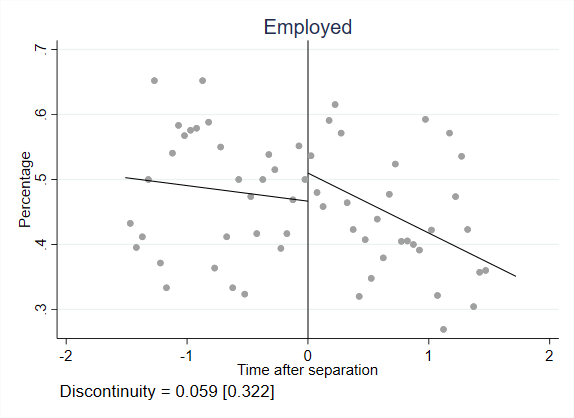 Employed
Percentage
.7
.6
.5
.4
.3
-2 -1 0 1 2
Time after separation
Discontinuity = 0.059 [0.322]